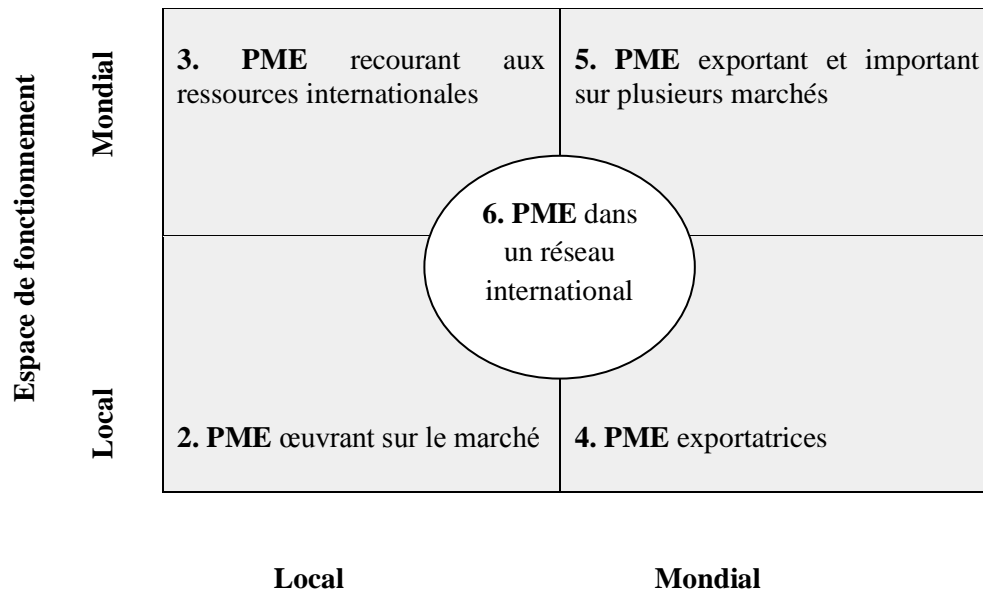 Espace de fonctionnement
Mondial
Local
3. PME recourant aux
ressources internationales
5. PME exportant et important
sur plusieurs marchés
6. PME dans
un réseau
international
2. PME œuvrant sur le marché
4. PME exportatrices
Local
Mondial